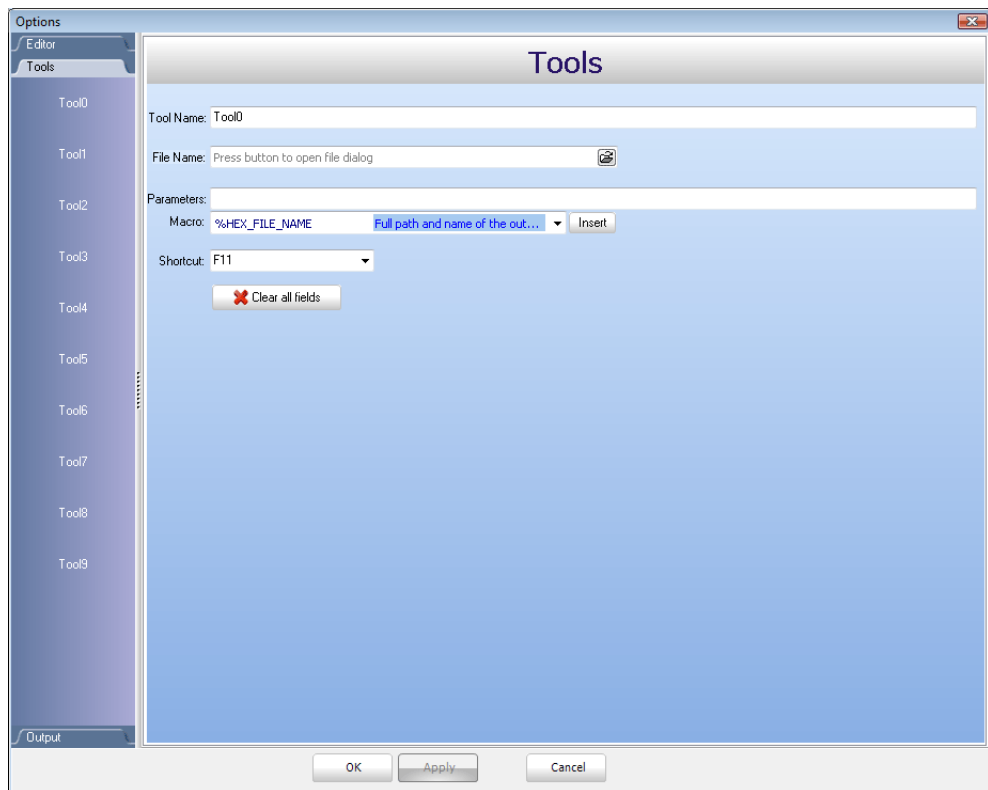 Options
Editor
Tools
Tool0
Tool1
Tool2
Tool3
Tool4
Tool5
Tool6
Tool7
Tool8
Tool9
Output
Tools
Tool Name: Tool0
File Name: Press button to open file dialog
Parameters:
Macro: %HEX_FILE_NAME Full path and name of the out... Insert
Shortcut: F11
Clear all fields
OK Apply Cancel